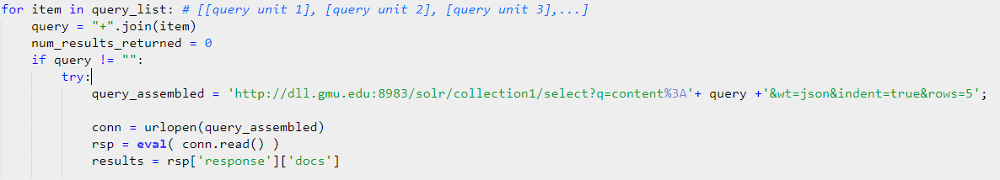 for item in query_list: # [[query unit 1], [query unit 2], [query unit 3],...]
    query = "+".join(item)
    num_results_returned = 0
    if query != "":
        try:
            query_assembled = 'http://dll.gmu.edu:8983/solr/collection1/select?q=content%3A'+ query +'&wt=json&indent=true&rows=5';
            conn = urlopen(query_assembled)
            rsp = eval( conn.read() )
            results = rsp['response']['docs']